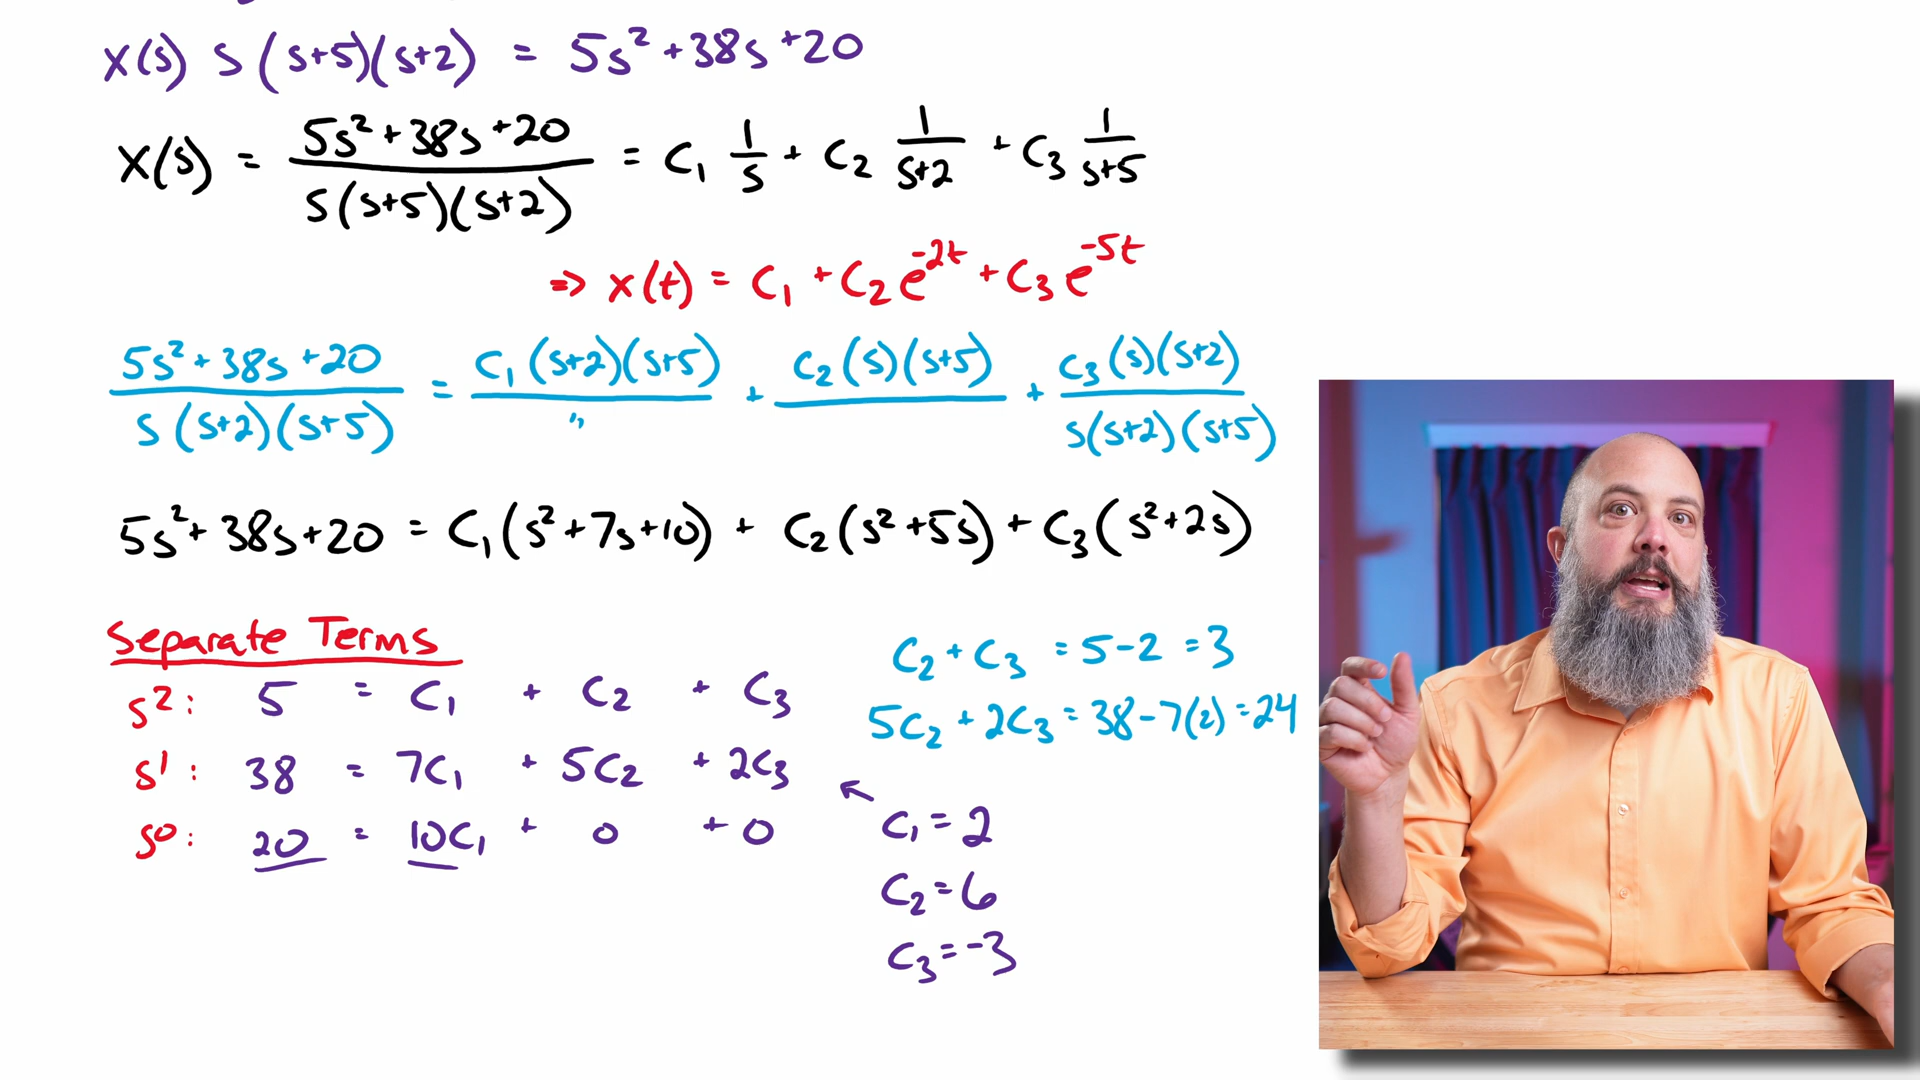 X(s) s (s+5)(s+2) = 5s² + 38s + 20
X(s) = (5s² + 38s + 20) / (s(s+5)(s+2)) = C₁ 1/s + C₂ 1/(s+2) + C₃ 1/(s+5)
⇒ x(t) = C₁ + C₂ e^(-2t) + C₃ e^(-5t)
5s² + 38s + 20 = C₁ (s+2)(s+5) + C₂ (s)(s+5) + C₃ (s)(s+2)
s (s+2)(s+5) " s(s+2)(s+5)
5s² + 38s + 20 = C₁(s² + 7s + 10) + C₂(s² + 5s) + C₃(s² + 2s)
Separate Terms
s²: 5 = C₁ + C₂ + C₃
s¹: 38 = 7C₁ + 5C₂ + 2C₃
s⁰: 20 = 10C₁ + 0 + 0
C₂ + C₃ = 5 - 2 = 3
5C₂ + 2C₃ = 38 - 7(2) = 24
C₁ = 2
C₂ = 6
C₃ = -3